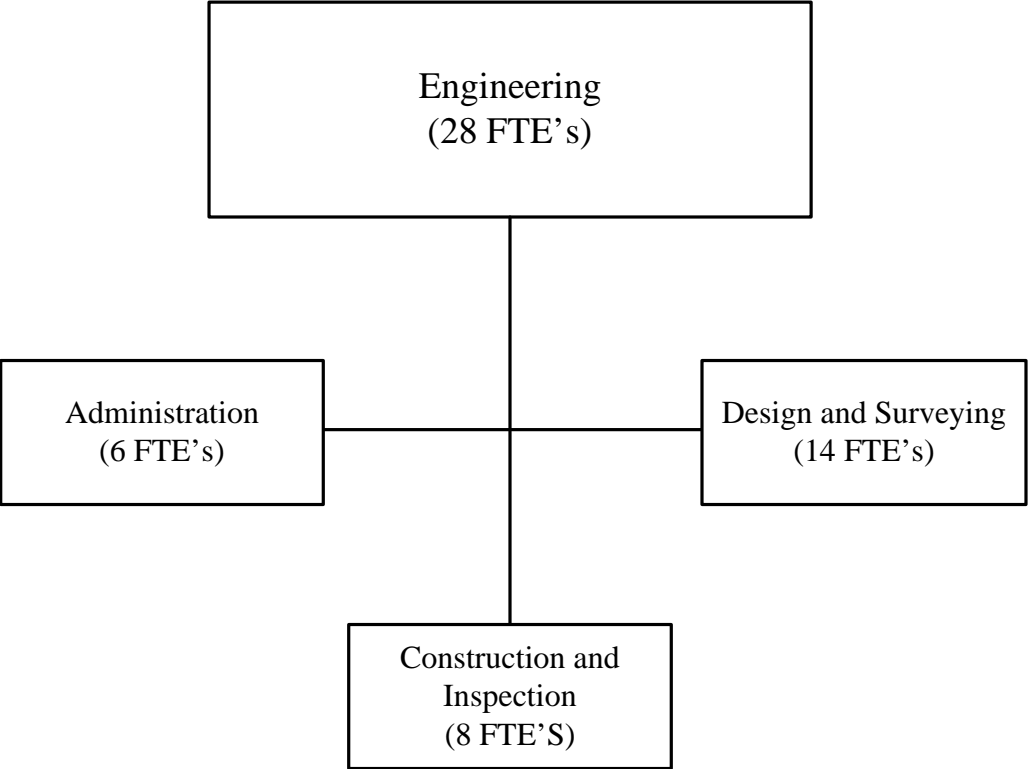 Engineering
(28 FTE’s)
Administration
(6 FTE’s)
Design and Surveying
(14 FTE’s)
Construction and
Inspection
(8 FTE’S)